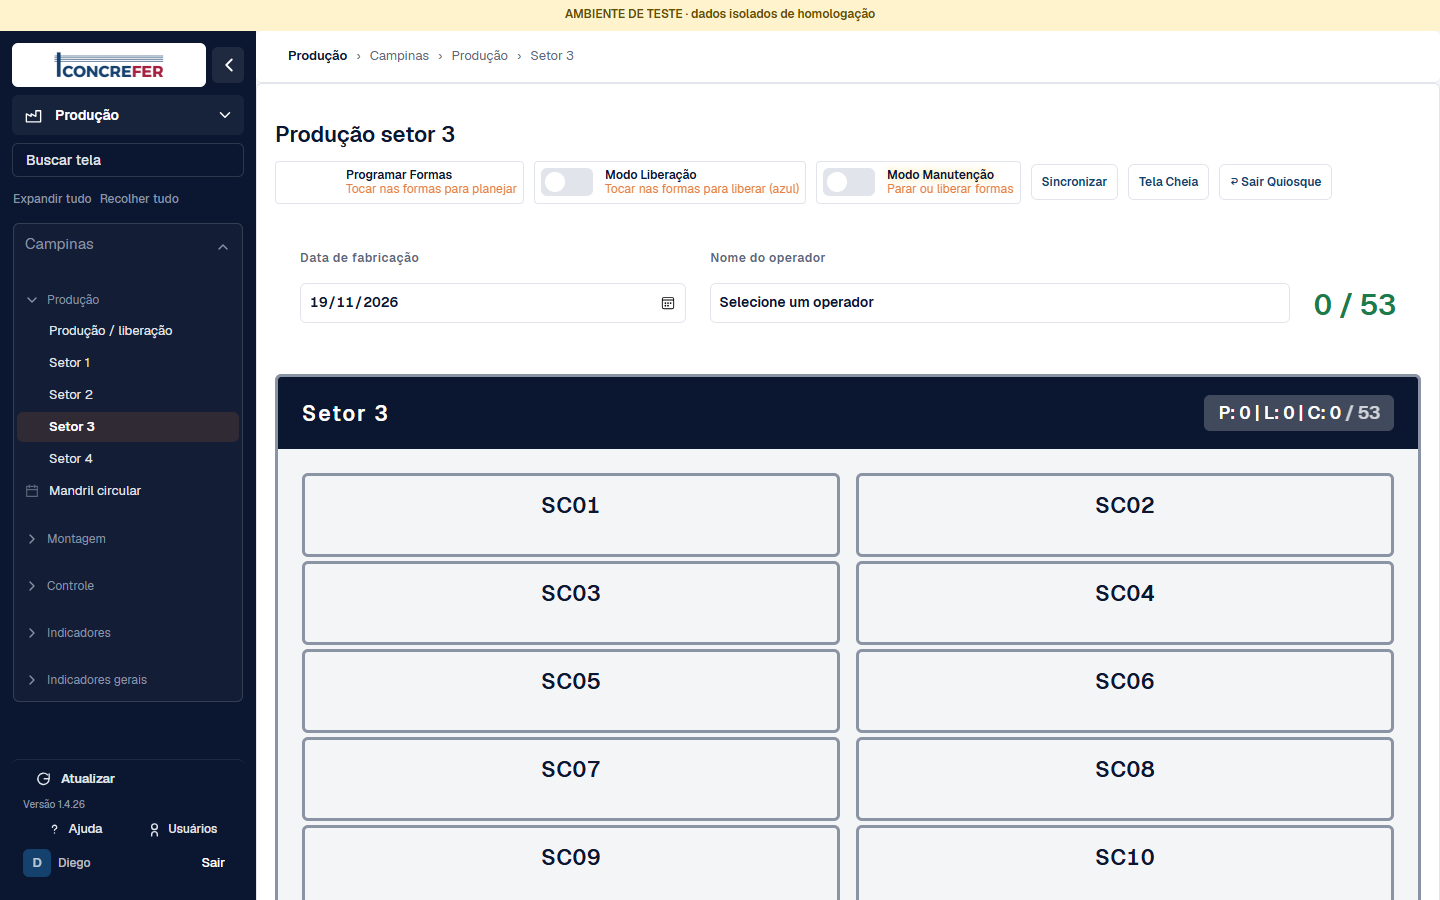 AMBIENTE DE TESTE · dados isolados de homologação
CONCREFER
Produção
Buscar tela
Expandir tudo Recolher tudo
Campinas
Produção
Produção / liberação
Setor 1
Setor 2
Setor 3
Setor 4
Mandril circular
Montagem
Controle
Indicadores
Indicadores gerais
Atualizar
Versão 1.4.26
? Ajuda
Usuários
D Diego
Sair
Produção › Campinas › Produção › Setor 3
Produção setor 3
Programar Formas
Tocar nas formas para planejar
Modo Liberação
Tocar nas formas para liberar (azul)
Modo Manutenção
Parar ou liberar formas
Sincronizar
Tela Cheia
Sair Quiosque
Data de fabricação
19/11/2026
Nome do operador
Selecione um operador
0 / 53
Setor 3
P: 0 | L: 0 | C: 0 / 53
SC01
SC02
SC03
SC04
SC05
SC06
SC07
SC08
SC09
SC10